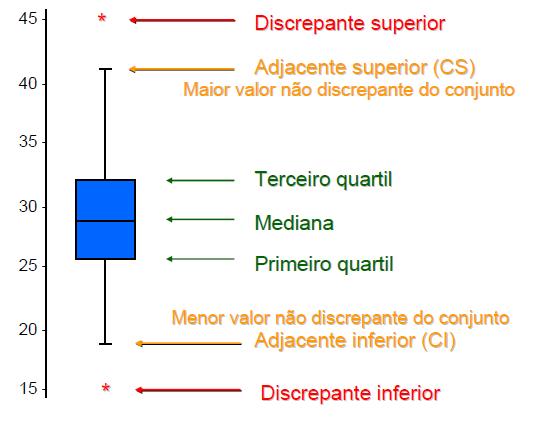 45
*
Discrepante superior
Adjacente superior (CS)
40
Maior valor não discrepante do conjunto
35
Terceiro quartil
30
Mediana
25
Primeiro quartil
Menor valor não discrepante do conjunto
20
Adjacente inferior (CI)
15
*
Discrepante inferior